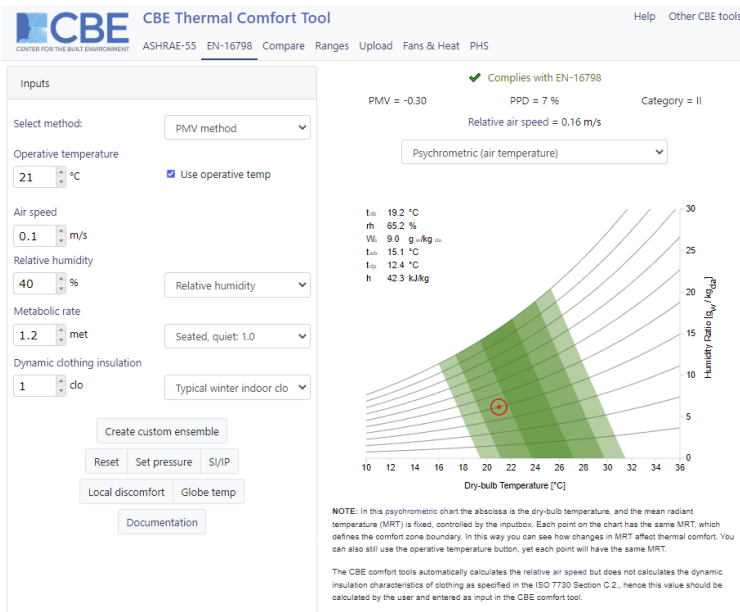 CBE
CENTER FOR THE BUILT ENVIRONMENT
CBE Thermal Comfort Tool
Help Other CBE tools
ASHRAE-55 EN-16798 Compare Ranges Upload Fans & Heat PHS
Inputs
Select method:
PMV method
Operative temperature
21 °C
Use operative temp
Air speed
0.1 m/s
Relative humidity
40 %
Relative humidity
Metabolic rate
1.2 met
Seated, quiet: 1.0
Dynamic clothing insulation
1 clo
Typical winter indoor clo
Create custom ensemble
Reset Set pressure SI/IP
Local discomfort Globe temp
Documentation
Complies with EN-16798
PMV = -0.30 PPD = 7 % Category = II
Relative air speed = 0.16 m/s
Psychrometric (air temperature)
t db 19.2 °C
rh 65.2 %
W a 9.0 g w/kg da
t wb 15.1 °C
t dp 12.4 °C
h 42.3 kJ/kg
30
25
20
15
10
5
0
Humidity Ratio [g w / kg da]
10 12 14 16 18 20 22 24 26 28 30 32 34 36
Dry-bulb Temperature [°C]
NOTE: In this psychrometric chart the abscissa is the dry-bulb temperature, and the mean radiant
temperature (MRT) is fixed, controlled by the inputbox. Each point on the chart has the same MRT, which
defines the comfort zone boundary. In this way you can see how changes in MRT affect thermal comfort. You
can also still use the operative temperature button, yet each point will have the same MRT.
The CBE comfort tools automatically calculates the relative air speed but does not calculates the dynamic
insulation characteristics of clothing as specified in the ISO 7730 Section C.2., hence this value should be
calculated by the user and entered as input in the CBE comfort tool.